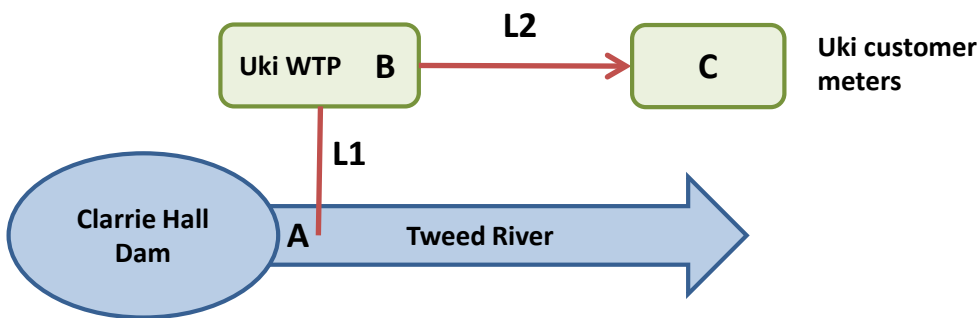 L2
Uki WTP B
C
Uki customer
meters
L1
Clarrie Hall
Dam
A
Tweed River